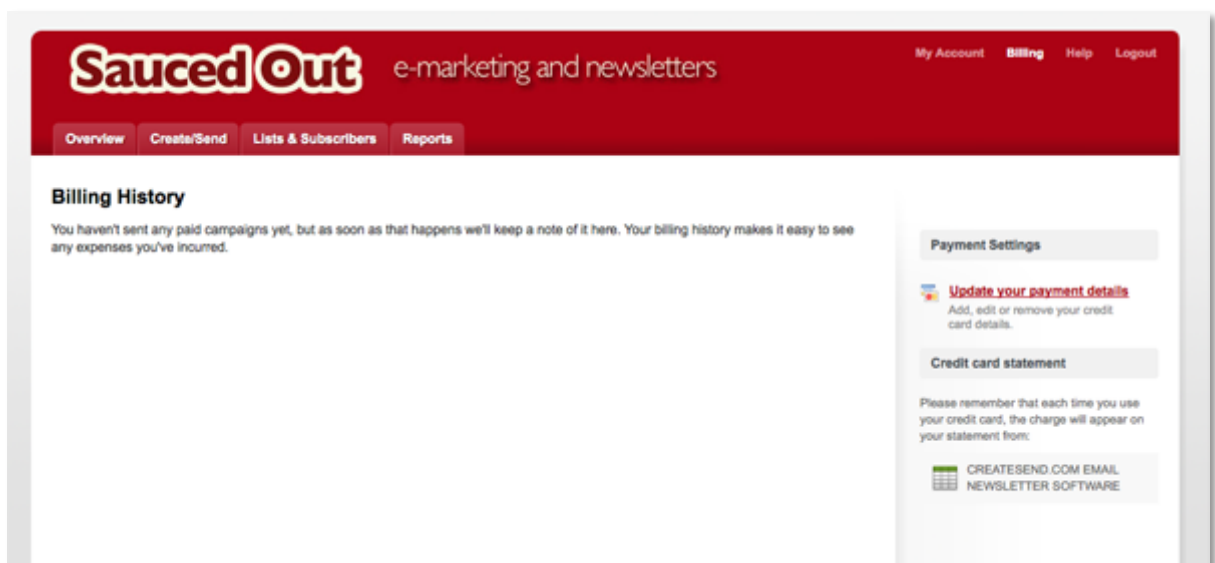 Sauced Out e-marketing and newsletters
My Account Billing Help Logout
Overview Create/Send Lists & Subscribers Reports
Billing History
You haven't sent any paid campaigns yet, but as soon as that happens we'll keep a note of it here. Your billing history makes it easy to see
any expenses you've incurred.
Payment Settings
Update your payment details
Add, edit or remove your credit
card details.
Credit card statement
Please remember that each time you use
your credit card, the charge will appear on
your statement from:
CREATESEND.COM EMAIL
NEWSLETTER SOFTWARE